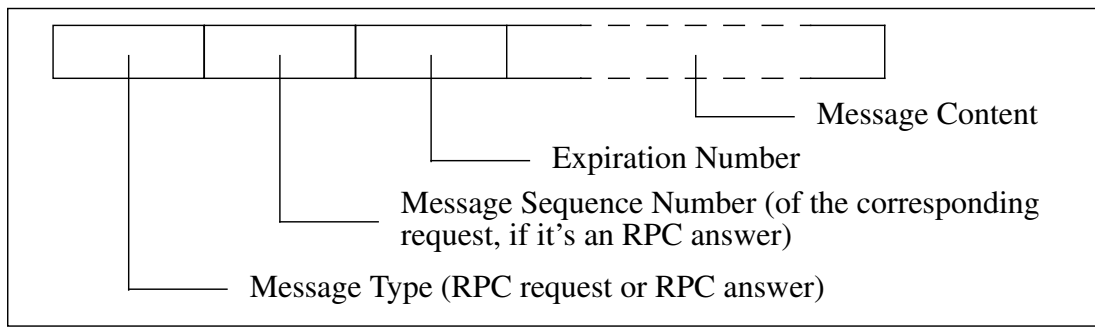 Message Content
Expiration Number
Message Sequence Number (of the corresponding
request, if it's an RPC answer)
Message Type (RPC request or RPC answer)